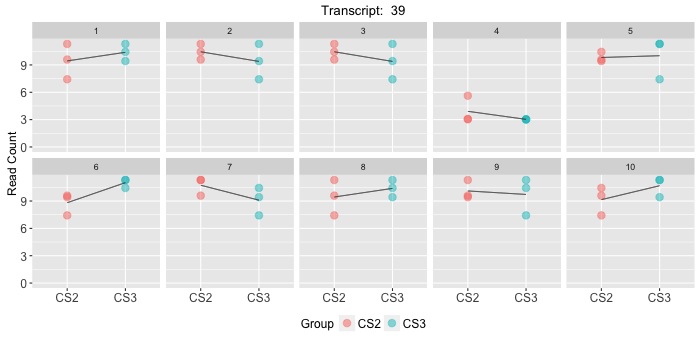 Transcript: 39
1 2 3 4 5
9
6
3
0
Read Count
6 7 8 9 10
9
6
3
0
CS2 CS3 CS2 CS3 CS2 CS3 CS2 CS3 CS2 CS3
Group CS2 CS3